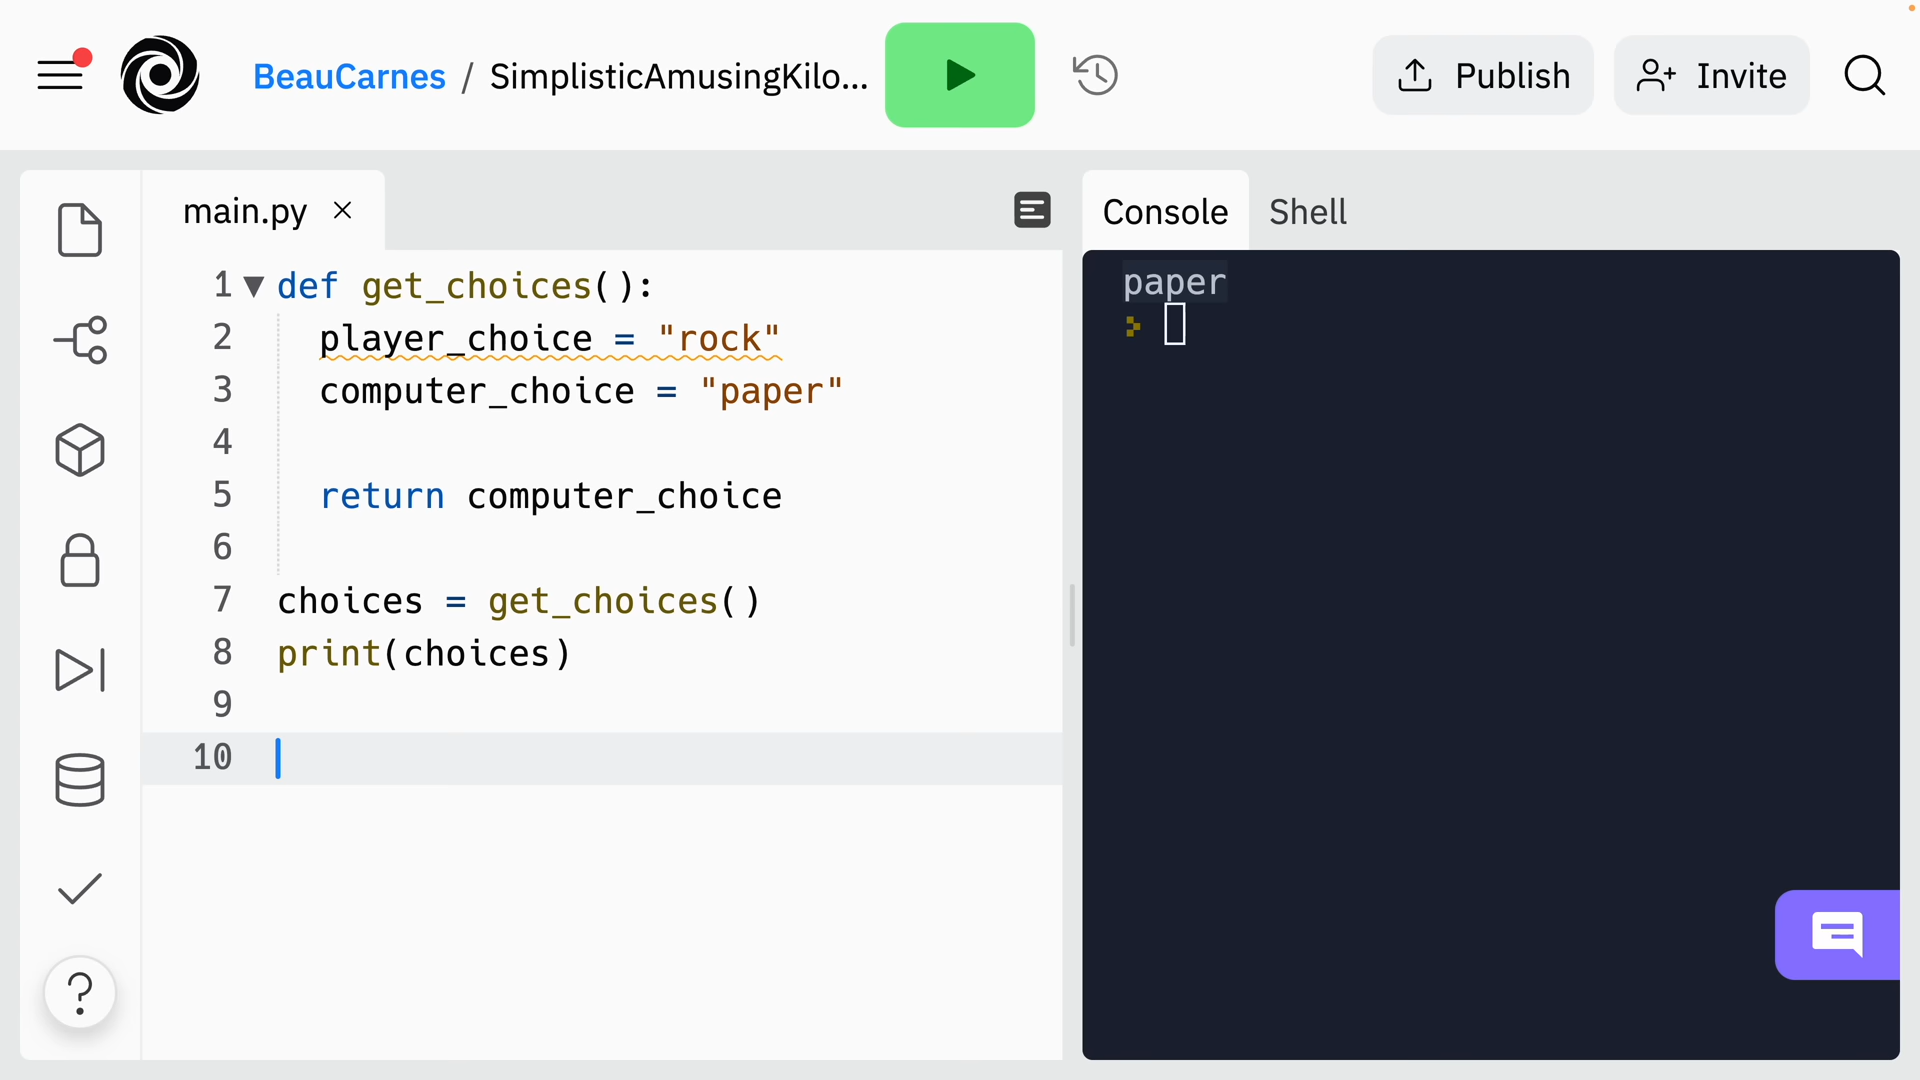 BeauCarnes / SimplisticAmusingKilo...
Publish
Invite
main.py
Console
Shell
1 def get_choices():
2   player_choice = "rock"
3   computer_choice = "paper"
4
5   return computer_choice
6
7 choices = get_choices()
8 print(choices)
9
10
paper
?